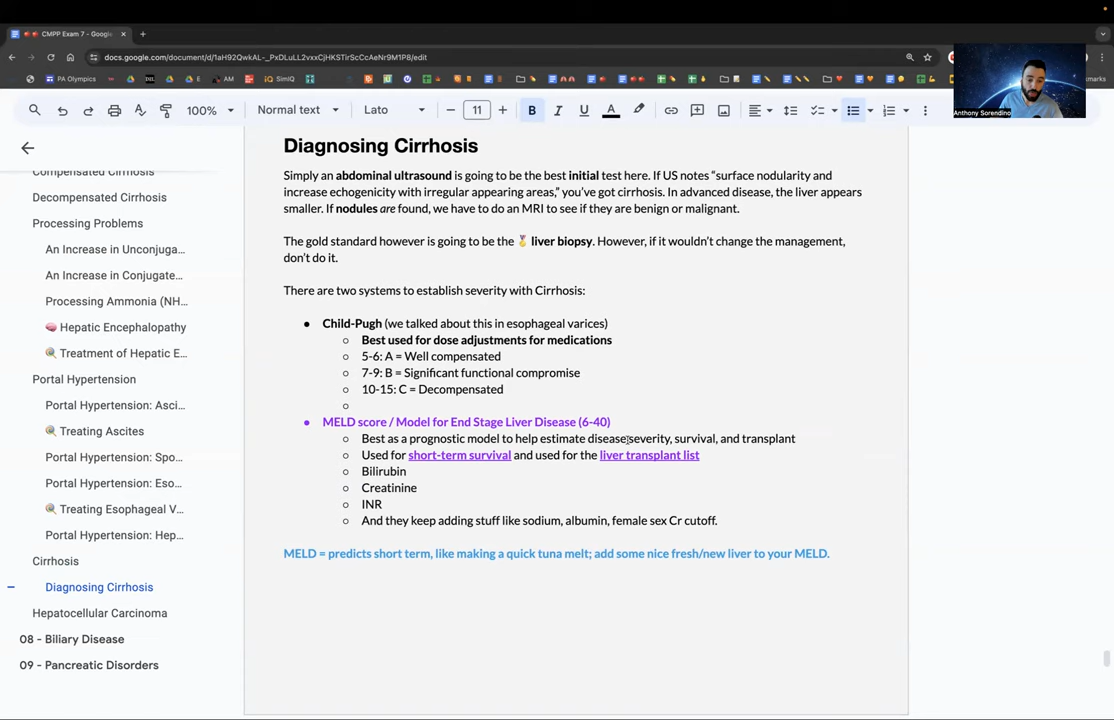 CMPP Exam 7 - Google
docs.google.com/document/d/1aH92QwkAL-_PxDLuLL2vxxCjHKSTirScCcAeNr9M1P8/edit
PA Olympics
DEL
E
AM
SimIQ
Bookmarks
Anthony Sorendino
100%
Normal text
Lato
11
B
I
U
A
Compensated Cirrhosis
Decompensated Cirrhosis
Processing Problems
An Increase in Unconjuga...
An Increase in Conjugate...
Processing Ammonia (NH...
🧠 Hepatic Encephalopathy
🔍 Treatment of Hepatic E...
Portal Hypertension
Portal Hypertension: Asci...
🔍 Treating Ascites
Portal Hypertension: Spo...
Portal Hypertension: Eso...
🔍 Treating Esophageal V...
Portal Hypertension: Hep...
Cirrhosis
Diagnosing Cirrhosis
Hepatocellular Carcinoma
08 - Biliary Disease
09 - Pancreatic Disorders
Diagnosing Cirrhosis
Simply an abdominal ultrasound is going to be the best initial test here. If US notes “surface nodularity and
increase echogenicity with irregular appearing areas,” you’ve got cirrhosis. In advanced disease, the liver appears
smaller. If nodules are found, we have to do an MRI to see if they are benign or malignant.
The gold standard however is going to be the 🏅 liver biopsy. However, if it wouldn’t change the management,
don’t do it.
There are two systems to establish severity with Cirrhosis:
● Child-Pugh (we talked about this in esophageal varices)
○ Best used for dose adjustments for medications
○ 5-6: A = Well compensated
○ 7-9: B = Significant functional compromise
○ 10-15: C = Decompensated
○
● MELD score / Model for End Stage Liver Disease (6-40)
○ Best as a prognostic model to help estimate disease severity, survival, and transplant
○ Used for short-term survival and used for the liver transplant list
○ Bilirubin
○ Creatinine
○ INR
○ And they keep adding stuff like sodium, albumin, female sex Cr cutoff.
MELD = predicts short term, like making a quick tuna melt; add some nice fresh/new liver to your MELD.